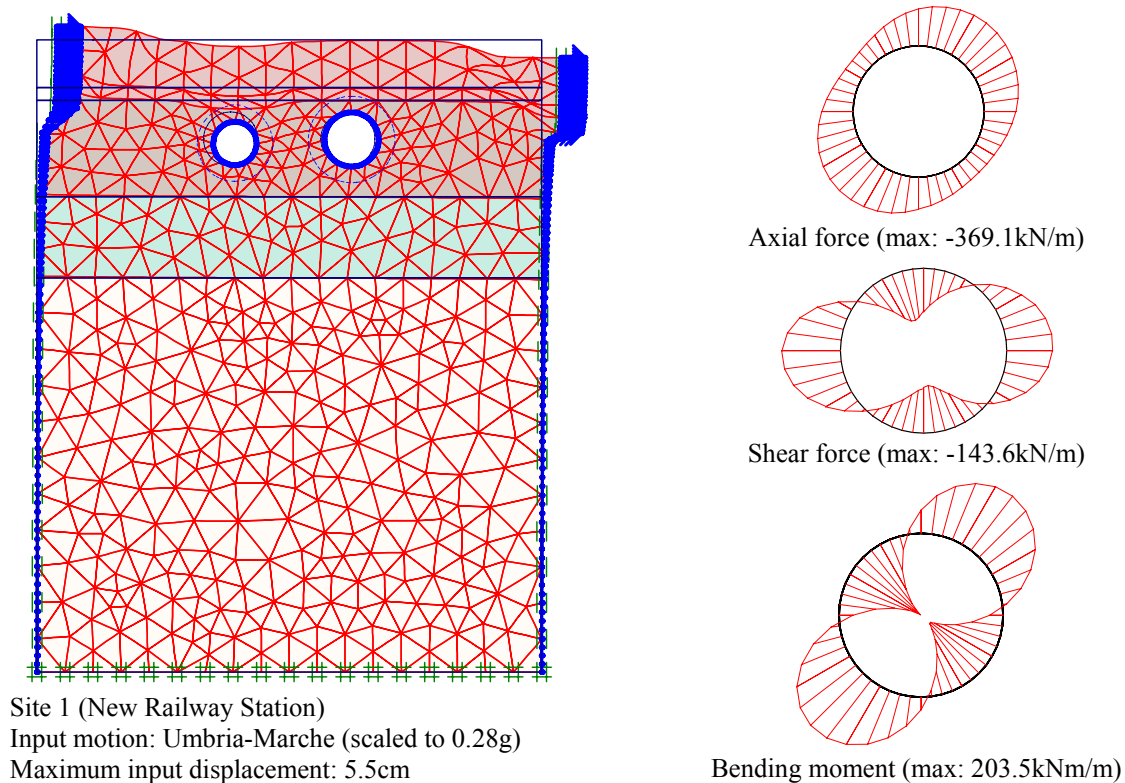 Axial force (max: -369.1kN/m)
Shear force (max: -143.6kN/m)
Site 1 (New Railway Station)
Input motion: Umbria-Marche (scaled to 0.28g)
Maximum input displacement: 5.5cm
Bending moment (max: 203.5kNm/m)